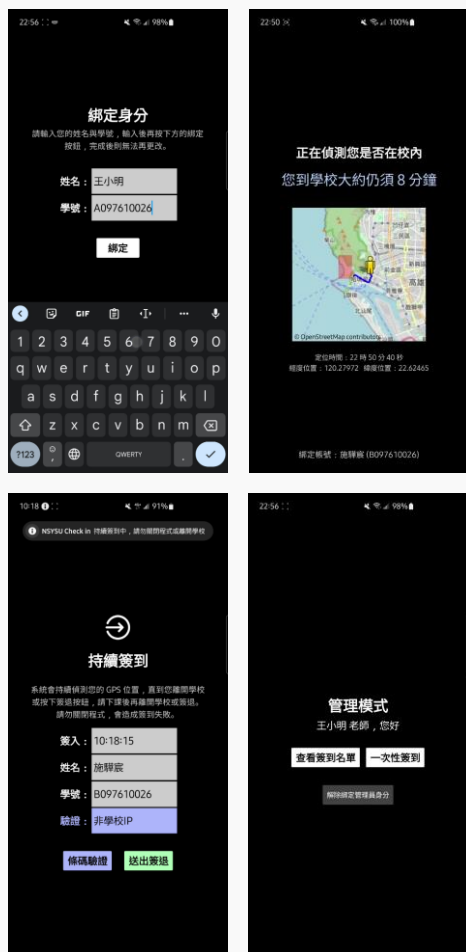 22:56
98%
綁定身分
請輸入您的姓名與學號，輸入後再按下方的綁定
按鈕，完成後則無法再更改。
姓名：王小明
學號：A097610026
綁定
GIF
1 2 3 4 5 6 7 8 9 0
q w e r t y u i o p
a s d f g h j k l
z x c v b n m
?123 , QWERTY .
22:50
100%
正在偵測您是否在校內
您到學校大約仍須 8 分鐘
高雄
© OpenStreetMap contributors
定位時間：22 時 50 分 40 秒
經度位置：120.27972 緯度位置：22.62465
綁定帳號：施驊宸 (B097610026)
10:18
91%
NSYSU Check in 持續簽到中，請勿關閉程式或離開學校
持續簽到
系統會持續偵測您的 GPS 位置，直到您離開學校
或按下簽退按鈕，請下課後再離開學校或簽退。
請勿關閉程式，會造成簽到失敗。
簽入：10:18:15
姓名：施驊宸
學號：B097610026
驗證：非學校IP
條碼驗證 送出簽退
22:56
98%
管理模式
王小明 老師，您好
查看簽到名單 一次性簽到
解除綁定管理員身分